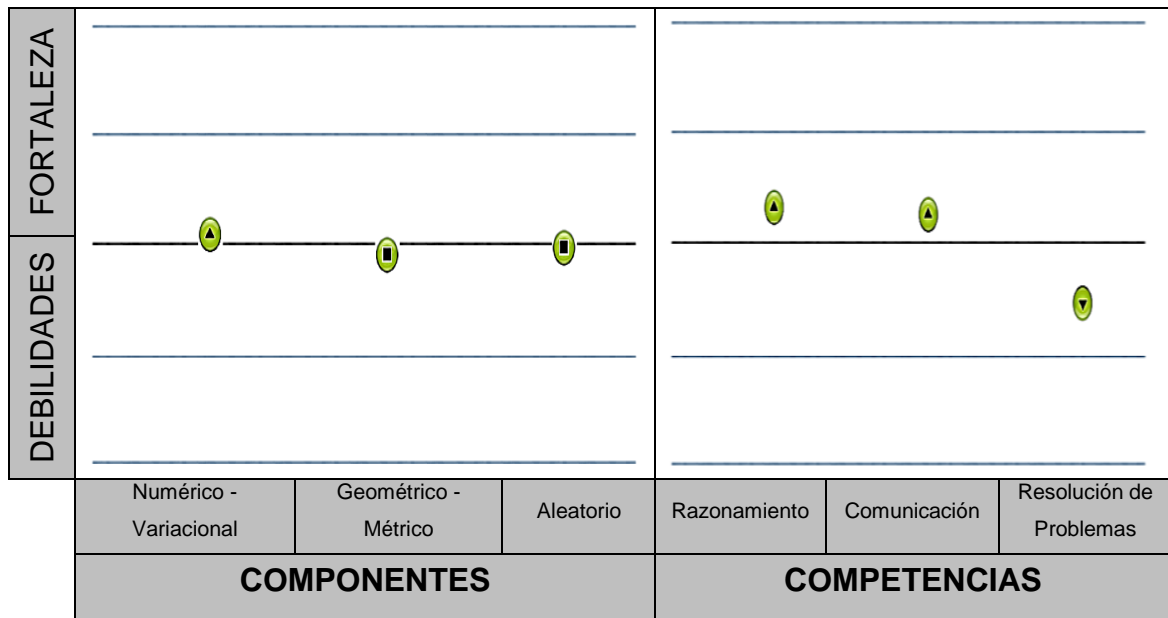 FORTALEZA
DEBILIDADES
Numérico -
Variacional
Geométrico -
Métrico
Aleatorio
Razonamiento
Comunicación
Resolución de
Problemas
COMPONENTES
COMPETENCIAS